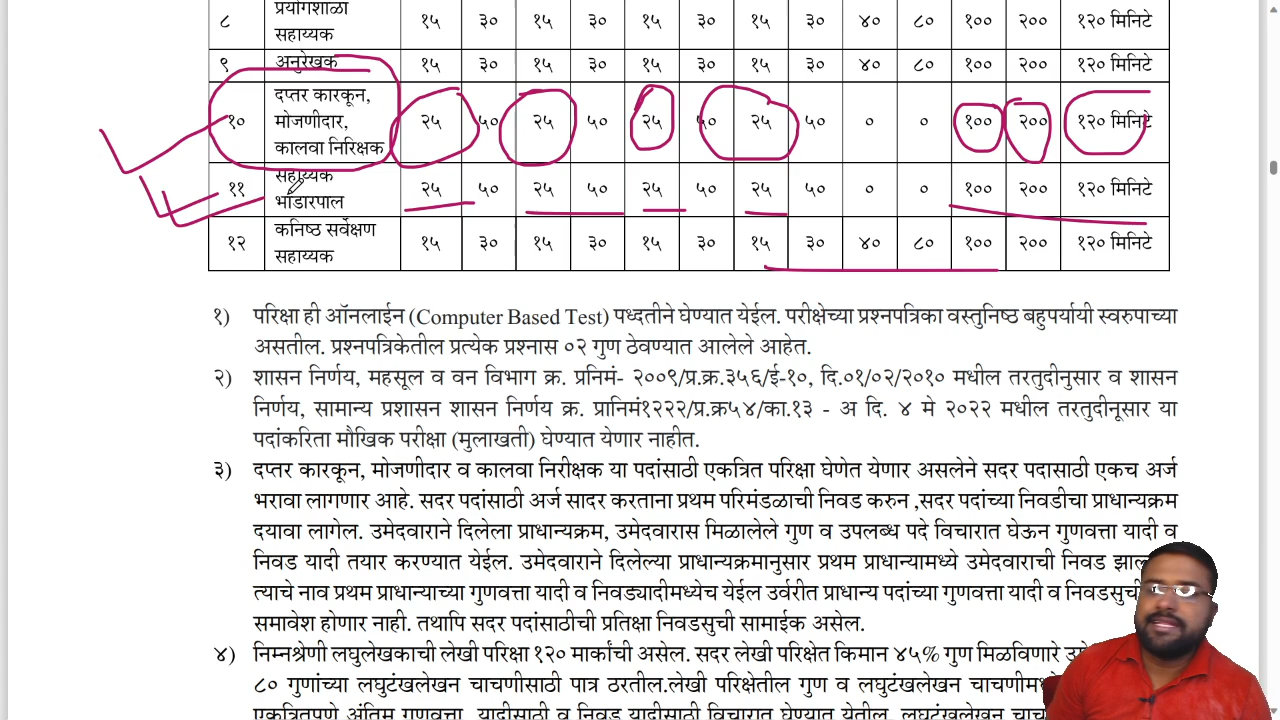 ८ प्रयोगशाळा सहाय्यक १५ ३० १५ ३० १५ ३० १५ ३० ४० ८० १०० २०० १२० मिनिटे
९ अनुरेखक १५ ३० १५ ३० १५ ३० १५ ३० ४० ८० १०० २०० १२० मिनिटे
१० दप्तर कारकून, मोजणीदार, कालवा निरिक्षक २५ ५० २५ ५० २५ ५० २५ ५० ० ० १०० २०० १२० मिनिटे
११ सहाय्यक भांडारपाल २५ ५० २५ ५० २५ ५० २५ ५० ० ० १०० २०० १२० मिनिटे
१२ कनिष्ठ सर्वेक्षण सहाय्यक १५ ३० १५ ३० १५ ३० १५ ३० ४० ८० १०० २०० १२० मिनिटे
१) परिक्षा ही ऑनलाईन (Computer Based Test) पध्दतीने घेण्यात येईल. परीक्षेच्या प्रश्नपत्रिका वस्तुनिष्ठ बहुपर्यायी स्वरुपाच्या
असतील. प्रश्नपत्रिकेतील प्रत्येक प्रश्नास ०२ गुण ठेवण्यात आलेले आहेत.
२) शासन निर्णय, महसूल व वन विभाग क्र. प्रनिमं- २००९/प्र.क्र.३५६/ई-१०, दि.०१/०२/२०१० मधील तरतुदीनुसार व शासन
निर्णय, सामान्य प्रशासन शासन निर्णय क्र. प्रानिमं१२२२/प्र.क्र५४/का.१३ - अ दि. ४ मे २०२२ मधील तरतुदीनूसार या
पदांकरिता मौखिक परीक्षा (मुलाखती) घेण्यात येणार नाहीत.
३) दप्तर कारकून, मोजणीदार व कालवा निरीक्षक या पदांसाठी एकत्रित परिक्षा घेणेत येणार असलेने सदर पदासाठी एकच अर्ज
भरावा लागणार आहे. सदर पदांसाठी अर्ज सादर करताना प्रथम परिमंडळाची निवड करुन ,सदर पदांच्या निवडीचा प्राधान्यक्रम
दयावा लागेल. उमेदवाराने दिलेला प्राधान्यक्रम, उमेदवारास मिळालेले गुण व उपलब्ध पदे विचारात घेऊन गुणवत्ता यादी व
निवड यादी तयार करण्यात येईल. उमेदवाराने दिलेल्या प्राधान्यक्रमानुसार प्रथम प्राधान्यामध्ये उमेदवाराची निवड
त्याचे नाव प्रथम प्राधान्याच्या गुणवत्ता यादी व निवड्यादीमध्येच येईल उर्वरीत प्राधान्य पदांच्या गुणवत्ता यादी व
समावेश होणार नाही. तथापि सदर पदांसाठीची प्रतिक्षा निवडसुची सामाईक असेल.
४) निम्नश्रेणी लघुलेखकाची लेखी परिक्षा १२० मार्कांची असेल. सदर लेखी परिक्षेत किमान ४५% गुण मिळविणारे
८० गुणांच्या लघुटंखलेखन चाचणीसाठी पात्र ठरतील.लेखी परिक्षेतील गुण व लघुटंखलेखन
एकत्रितपणे अंतिम गुणवत्ता यादीसाठी व निवड यादीसाठी विचारात घेण्यात येतील.